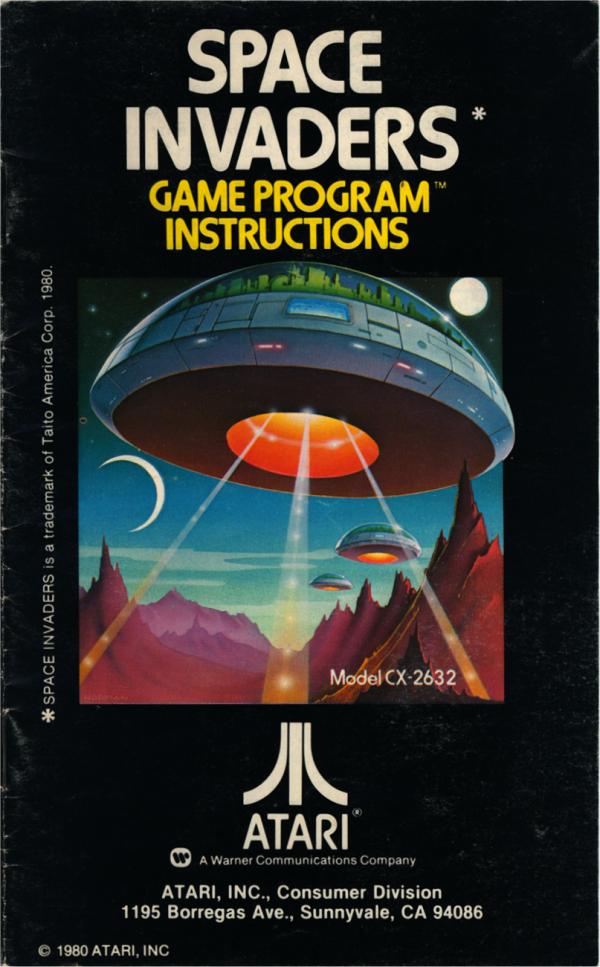 SPACE
INVADERS*
GAME PROGRAM™
INSTRUCTIONS
*SPACE INVADERS is a trademark of Taito America Corp. 1980.
Model CX-2632
ATARI®
A Warner Communications Company
ATARI, INC., Consumer Division
1195 Borregas Ave., Sunnyvale, CA 94086
© 1980 ATARI, INC